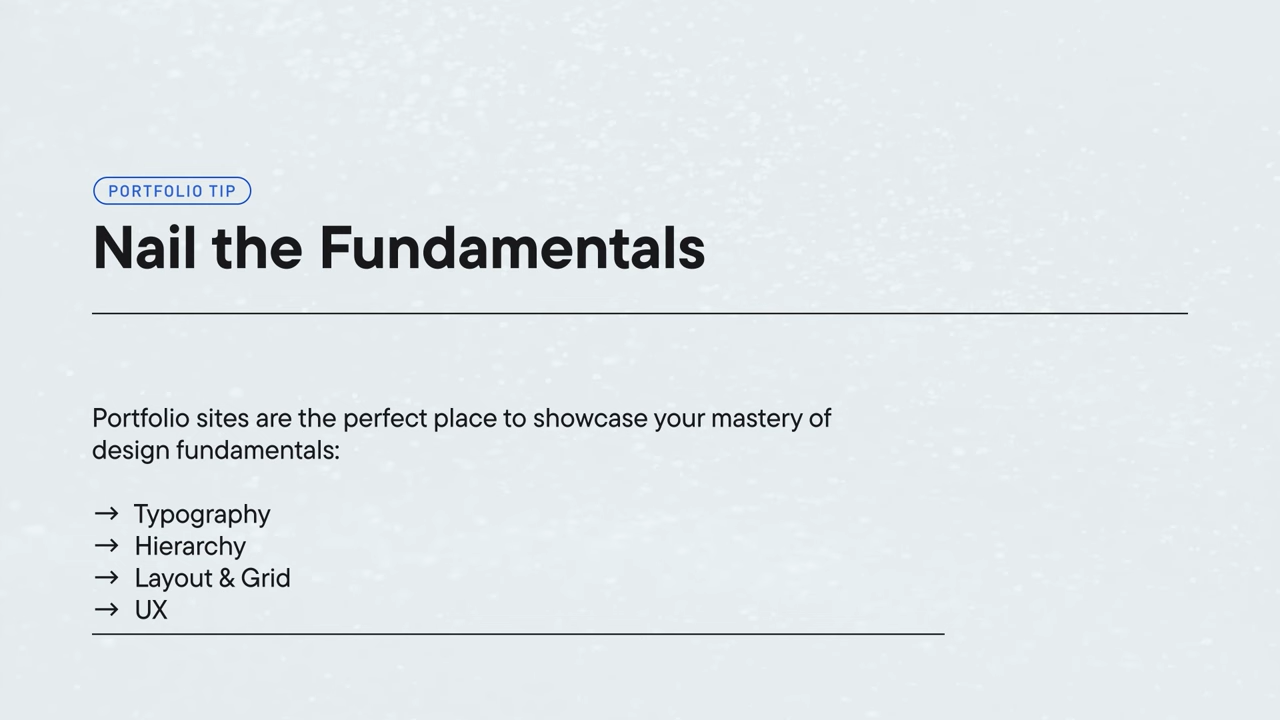 PORTFOLIO TIP
Nail the Fundamentals
Portfolio sites are the perfect place to showcase your mastery of
design fundamentals:
→ Typography
→ Hierarchy
→ Layout & Grid
→ UX